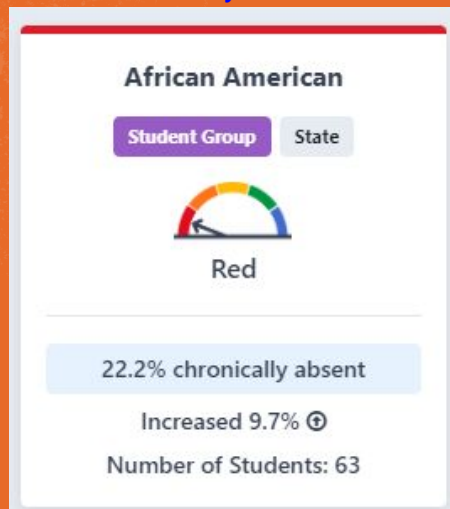 African American
Student Group State
Red
22.2% chronically absent
Increased 9.7%
Number of Students: 63